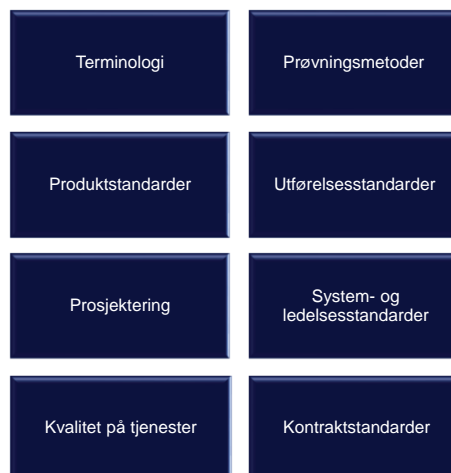 Terminologi
Prøvningsmetoder
Produktstandarder
Utførelsesstandarder
Prosjektering
System- og
ledelsesstandarder
Kvalitet på tjenester
Kontraktstandarder